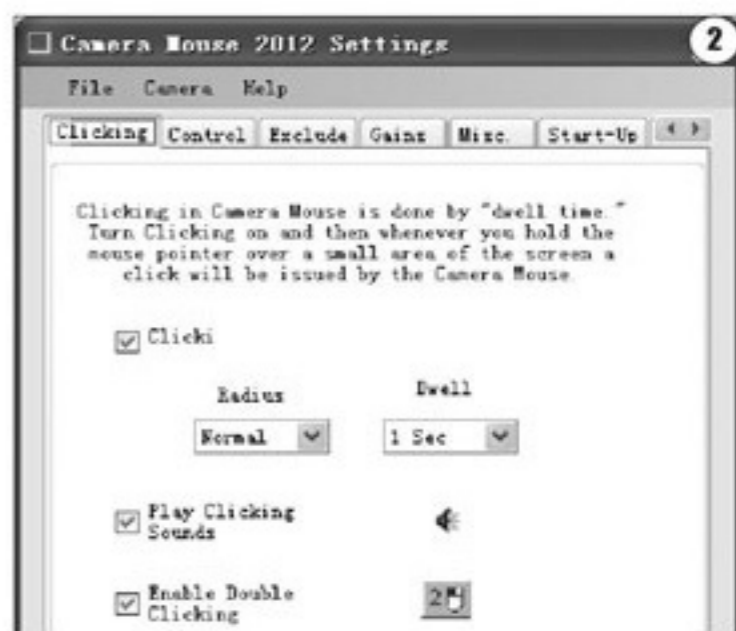 Camera Mouse 2012 Settings
2
File Camera Help
Clicking Control Exclude Gains Misc. Start-Up
Clicking in Camera Mouse is done by "dwell time."
Turn Clicking on and then whenever you hold the
mouse pointer over a small area of the screen a
click will be issued by the Camera Mouse.
Clicki
Radius Dwell
Normal 1 Sec
Play Clicking
Sounds
Enable Double
Clicking
2